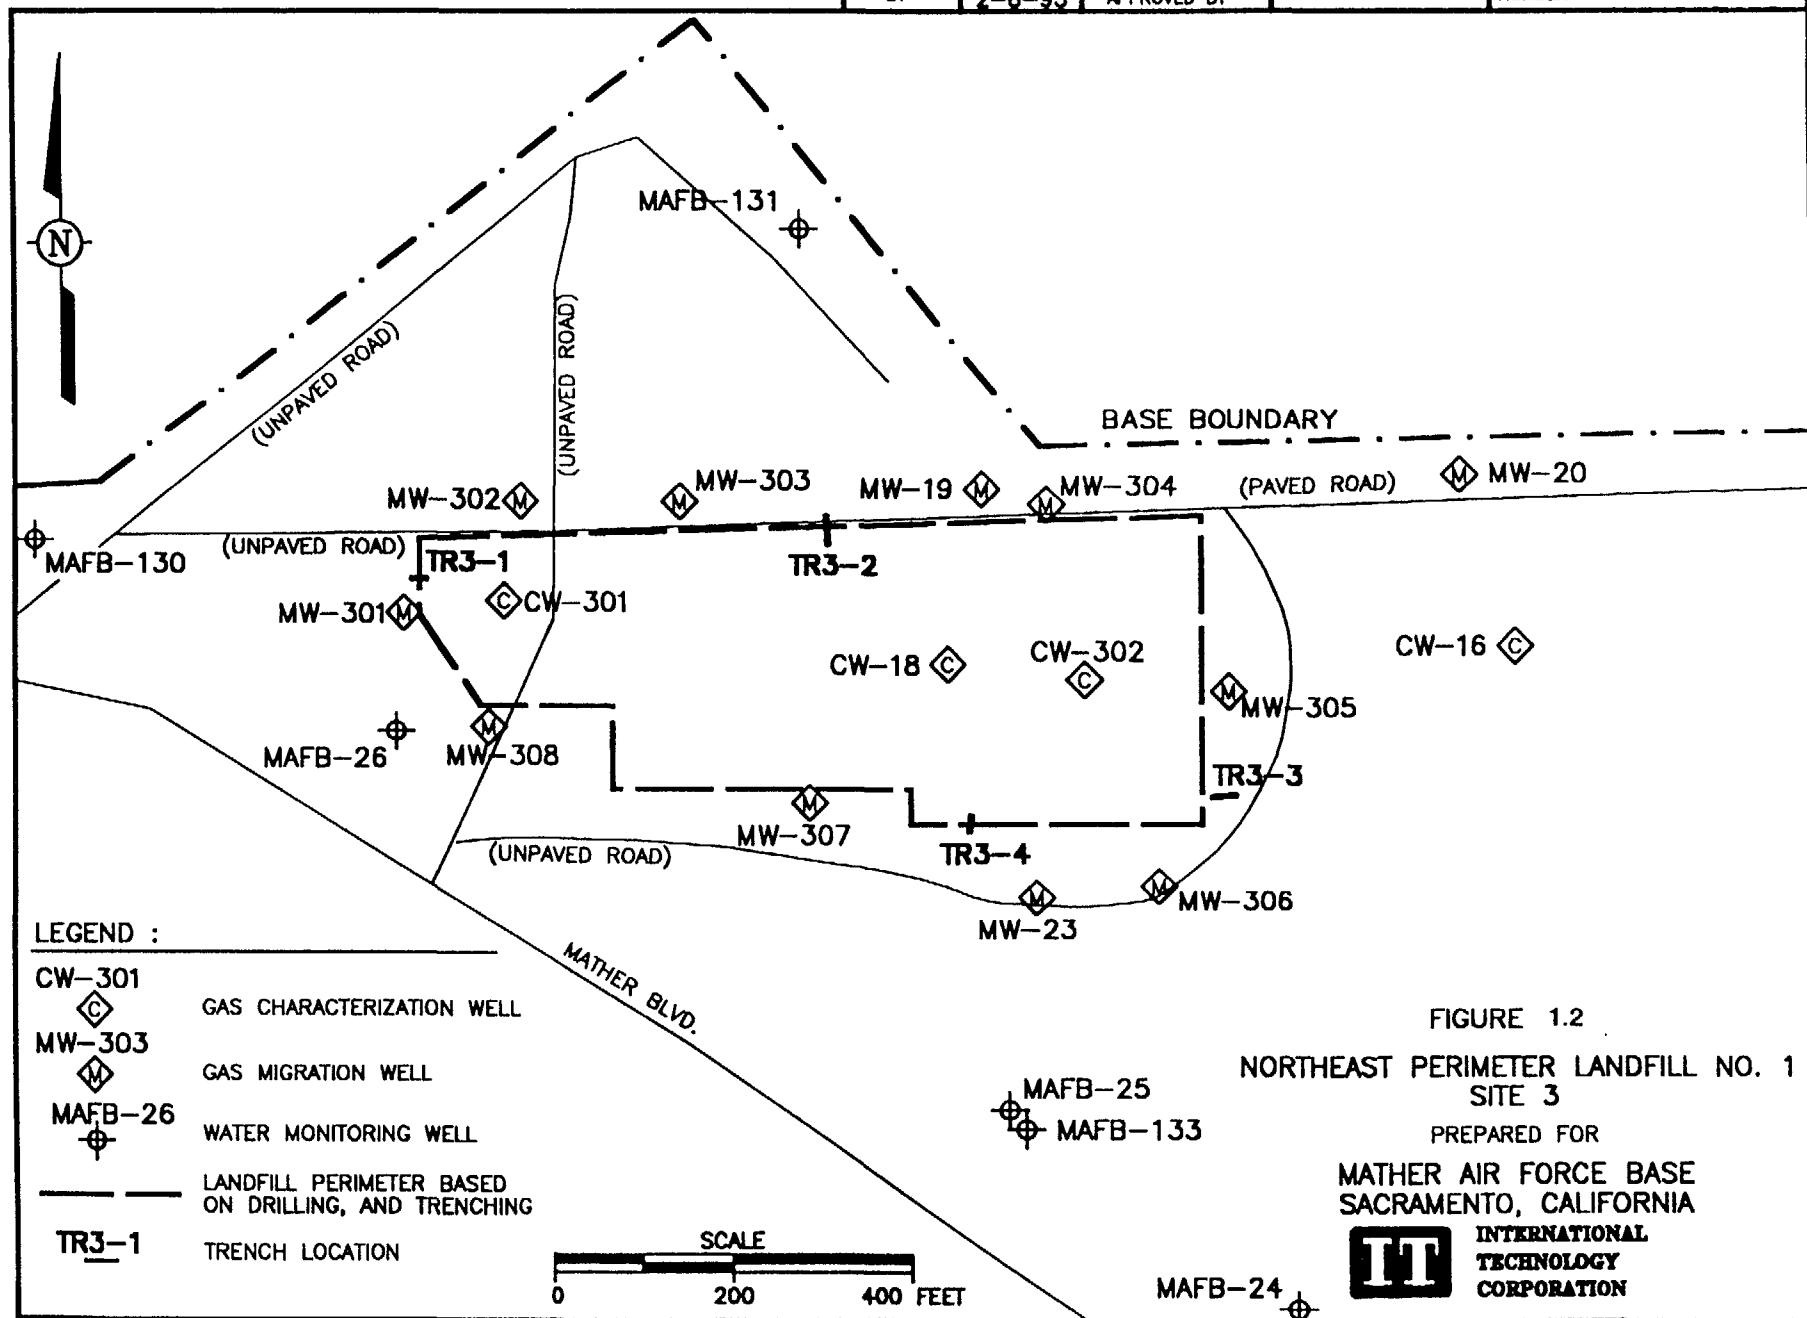 2-6-95
APPROVED BY
N
MAFB-131
(UNPAVED ROAD)
(UNPAVED ROAD)
BASE BOUNDARY
MW-302
M
MW-303
M
MW-19
M
MW-304
M
(PAVED ROAD)
M
MW-20
MAFB-130
(UNPAVED ROAD)
TR3-1
TR3-2
MW-301
M
C
CW-301
CW-18
C
CW-302
C
CW-16
C
M
MW-305
MAFB-26
M
MW-308
TR3-3
M
MW-307
(UNPAVED ROAD)
TR3-4
M
MW-23
M
MW-306
MATHER BLVD.
LEGEND :
CW-301
C
GAS CHARACTERIZATION WELL
MW-303
M
GAS MIGRATION WELL
MAFB-26
WATER MONITORING WELL
LANDFILL PERIMETER BASED
ON DRILLING, AND TRENCHING
TR3-1
TRENCH LOCATION
SCALE
0 200 400 FEET
MAFB-25
MAFB-133
MAFB-24
FIGURE 1.2
NORTHEAST PERIMETER LANDFILL NO. 1
SITE 3
PREPARED FOR
MATHER AIR FORCE BASE
SACRAMENTO, CALIFORNIA
IT
INTERNATIONAL
TECHNOLOGY
CORPORATION